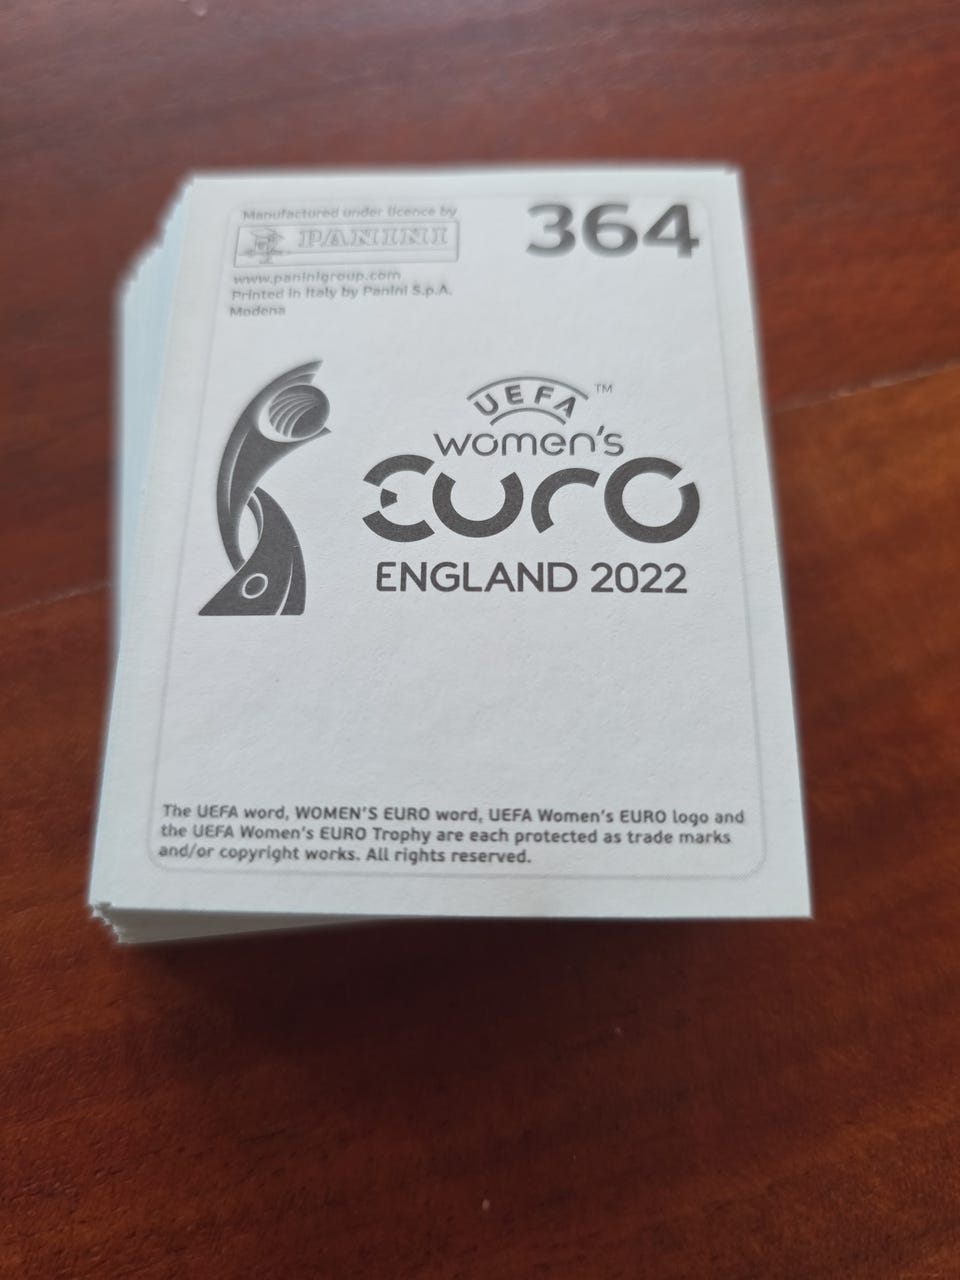 Manufactured under licence by
PANINI
364
www.paninigroup.com
Printed in Italy by Panini S.p.A.
Modena
UEFA ™
women's
EURO
ENGLAND 2022
The UEFA word, WOMEN'S EURO word, UEFA Women's EURO logo and
the UEFA Women's EURO Trophy are each protected as trade marks
and/or copyright works. All rights reserved.